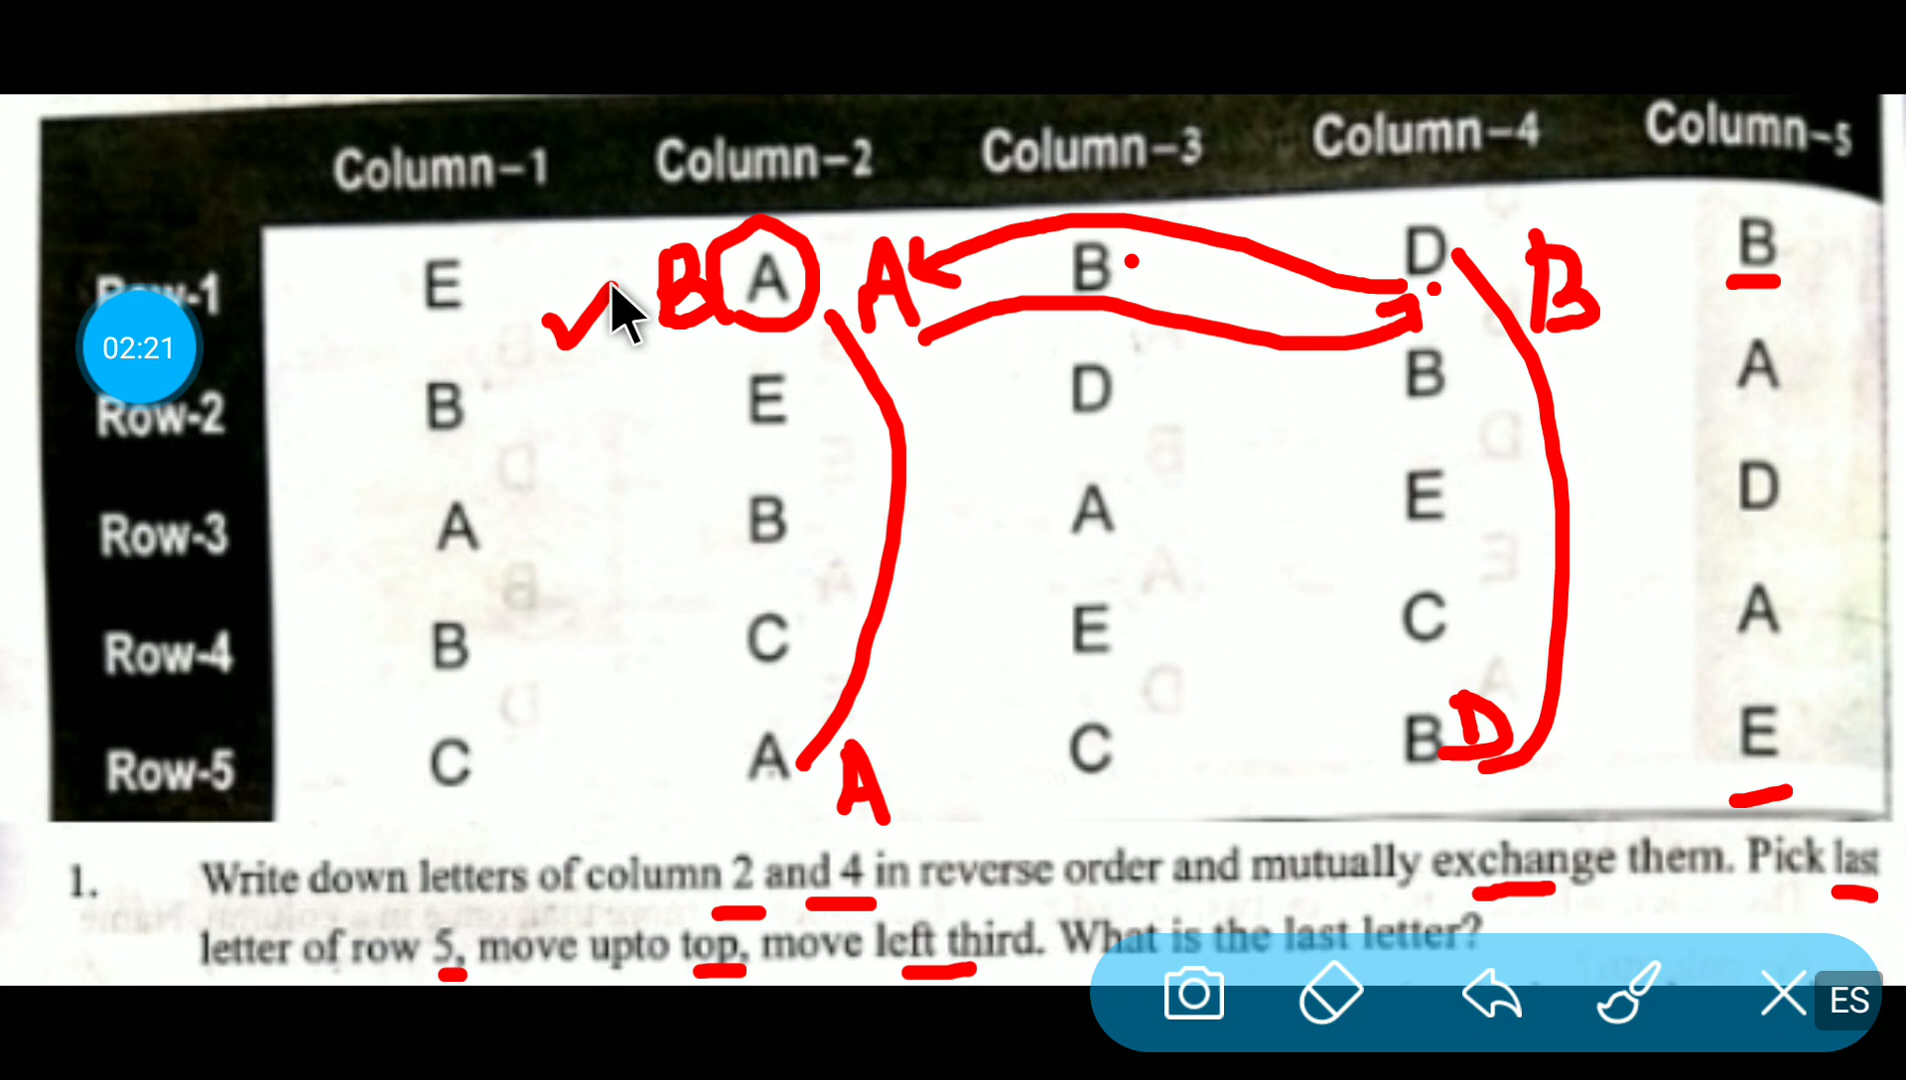 Column-1 Column-2 Column-3 Column-4 Column-5
Row-1 E B A A B D B B
Row-2 B E D B A
Row-3 A B A E D
Row-4 B C E C A
Row-5 C A A C B D E
02:21
1. Write down letters of column 2 and 4 in reverse order and mutually exchange them. Pick las
letter of row 5, move upto top, move left third. What is the last letter?
ES